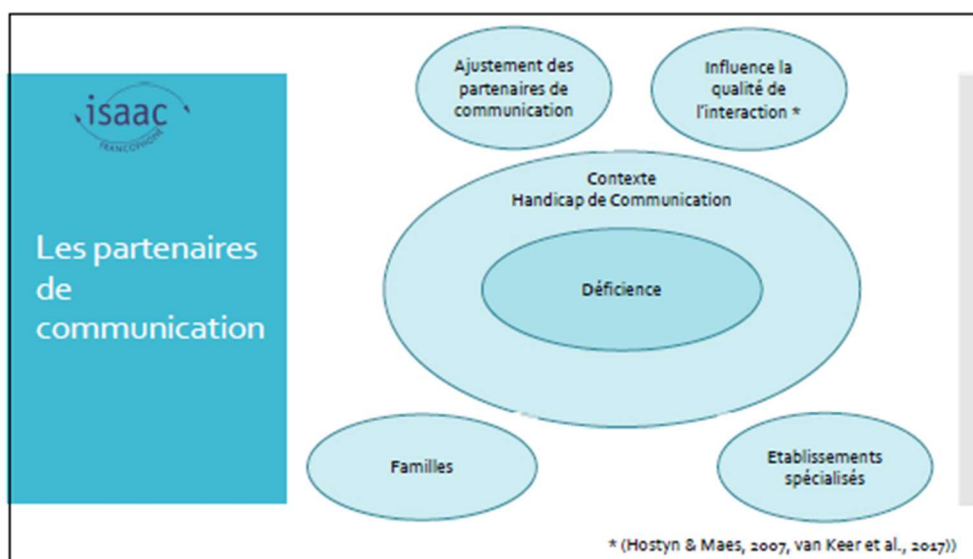 isaac
FRANCOPHONE
Les partenaires
de
communication
Ajustement des
partenaires de
communication
Influence la
qualité de
l'interaction *
Contexte
Handicap de Communication
Déficience
Familles
Etablissements
spécialisés
* (Hostyn & Maes, 2007, van Keer et al., 2017))